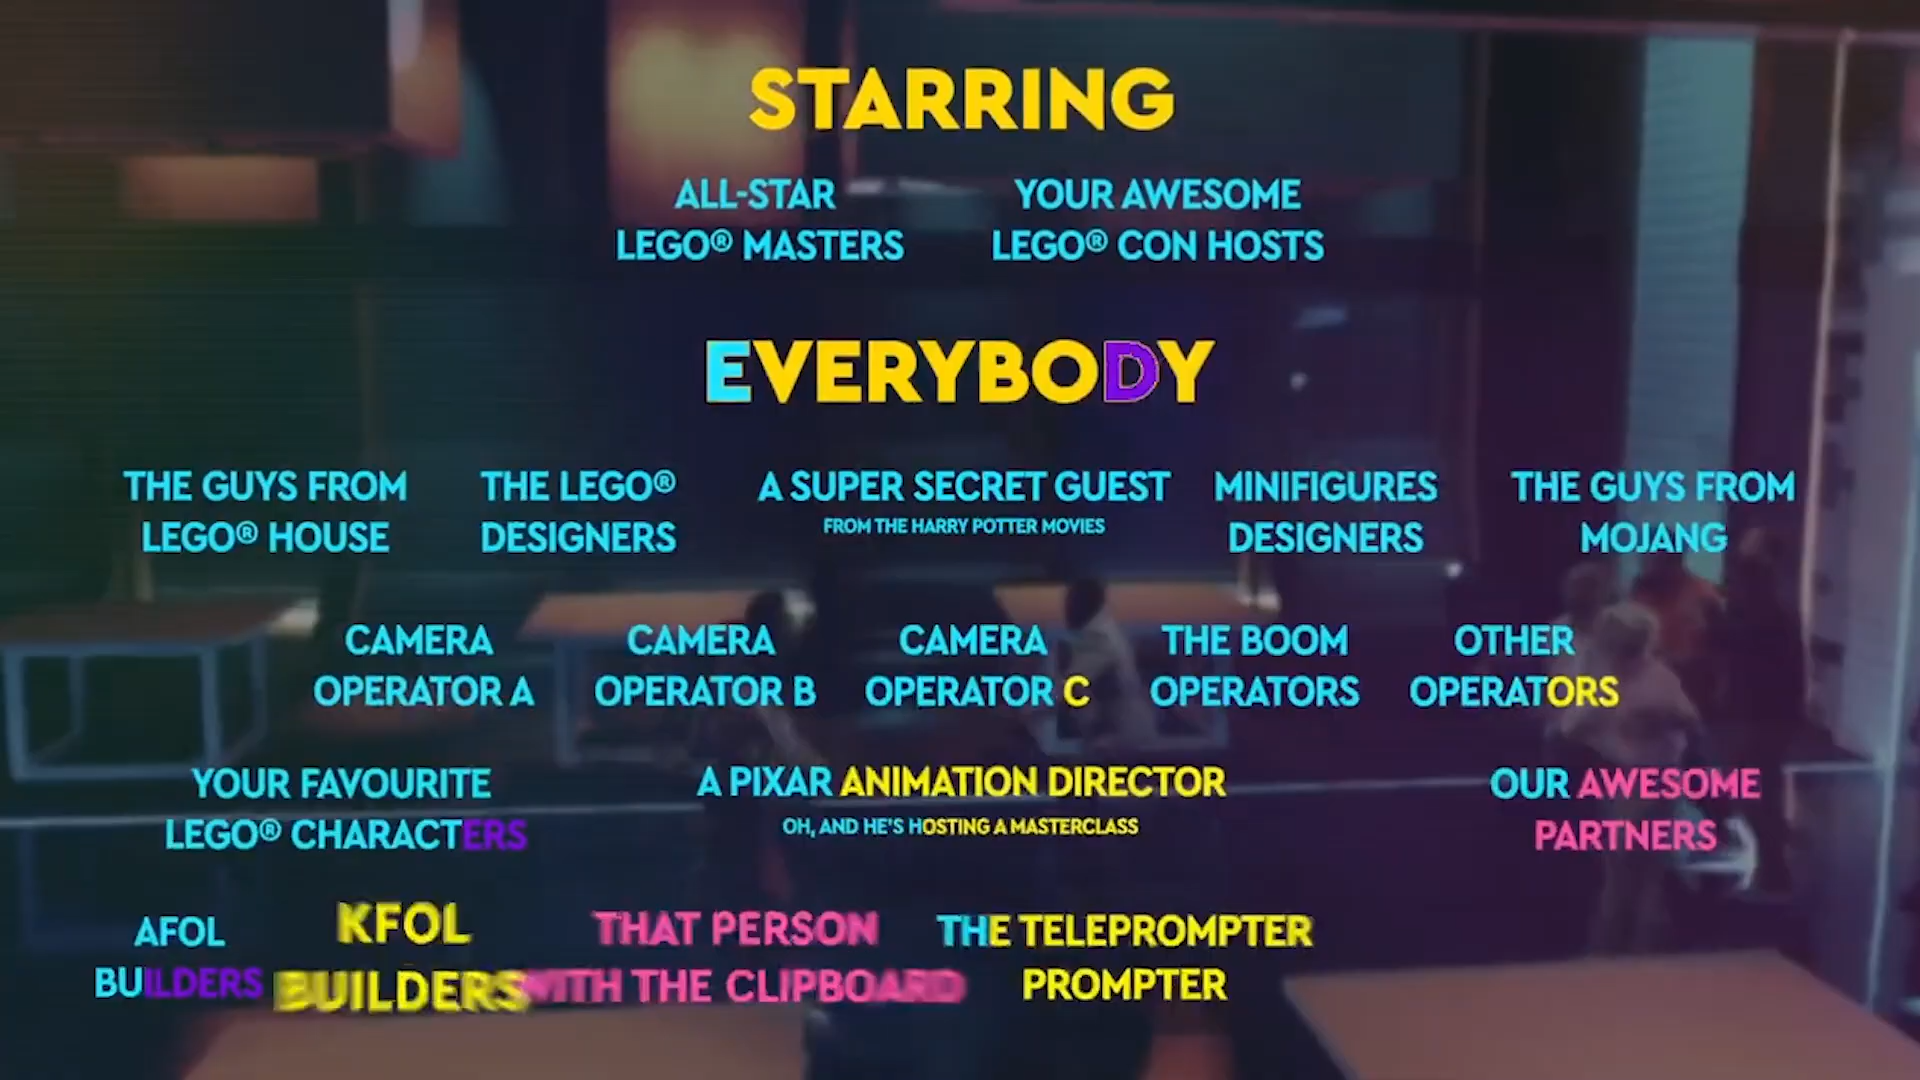 STARRING
ALL-STAR
LEGO® MASTERS
YOUR AWESOME
LEGO® CON HOSTS
EVERYBODY
THE GUYS FROM
LEGO® HOUSE
THE LEGO®
DESIGNERS
A SUPER SECRET GUEST
FROM THE HARRY POTTER MOVIES
MINIFIGURES
DESIGNERS
THE GUYS FROM
MOJANG
CAMERA
OPERATOR A
CAMERA
OPERATOR B
CAMERA
OPERATOR C
THE BOOM
OPERATORS
OTHER
OPERATORS
YOUR FAVOURITE
LEGO® CHARACTERS
A PIXAR ANIMATION DIRECTOR
OH, AND HE'S HOSTING A MASTERCLASS
OUR AWESOME
PARTNERS
AFOL
BUILDERS
KFOL
BUILDERS
THAT PERSON
WITH THE CLIPBOARD
THE TELEPROMPTER
PROMPTER